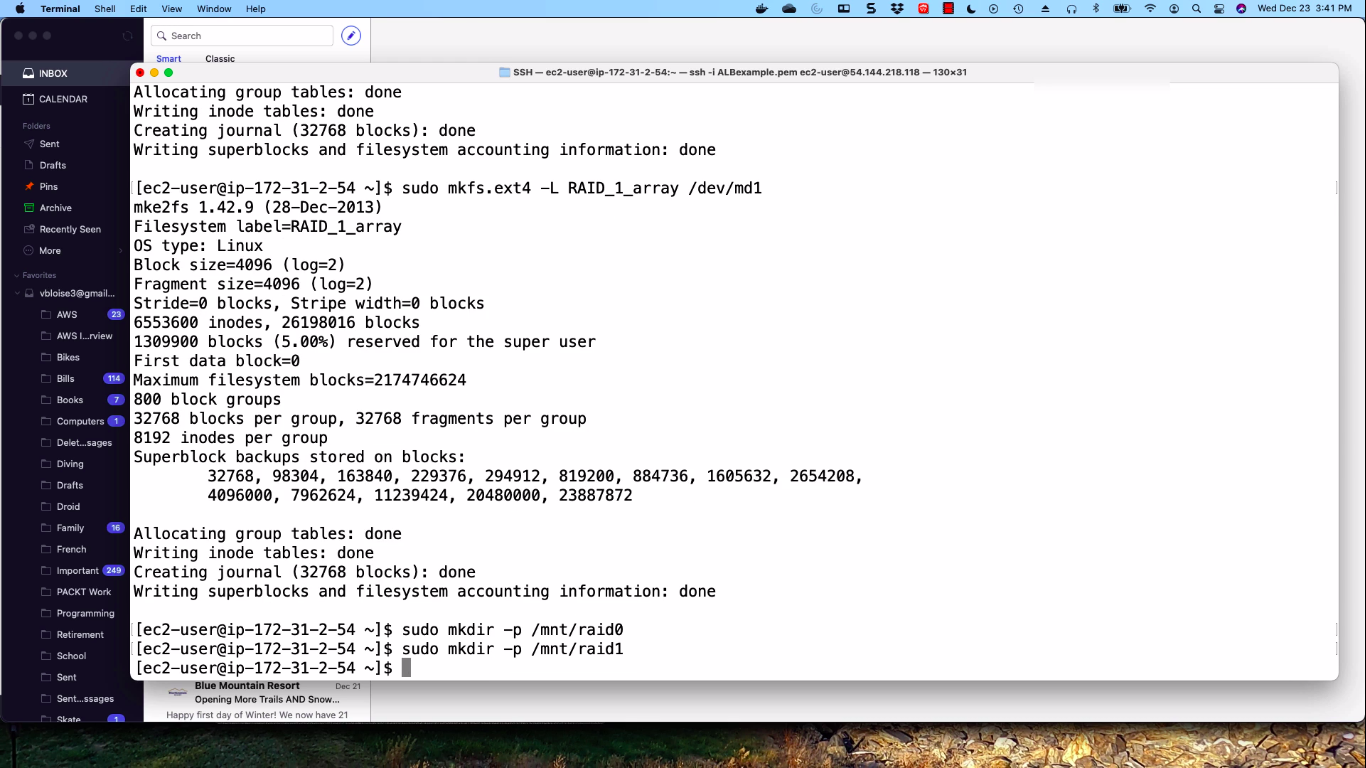 Terminal Shell Edit View Window Help Wed Dec 23 3:41 PM
Search
Smart Classic
INBOX
CALENDAR
Folders
Sent
Drafts
Pins
Archive
Recently Seen
More
Favorites
vbloise3@gmail...
AWS 23
AWS I...rview
Bikes
Bills 114
Books 7
Computers 1
Delet...sages
Diving
Drafts
Droid
Family 16
French
Important 249
PACKT Work
Programming
Retirement
School
Sent
Sent...ssages
Skate 1
SSH — ec2-user@ip-172-31-2-54:~ — ssh -i ALBexample.pem ec2-user@54.144.218.118 — 130×31
Allocating group tables: done
Writing inode tables: done
Creating journal (32768 blocks): done
Writing superblocks and filesystem accounting information: done
[ec2-user@ip-172-31-2-54 ~]$ sudo mkfs.ext4 -L RAID_1_array /dev/md1
mke2fs 1.42.9 (28-Dec-2013)
Filesystem label=RAID_1_array
OS type: Linux
Block size=4096 (log=2)
Fragment size=4096 (log=2)
Stride=0 blocks, Stripe width=0 blocks
6553600 inodes, 26198016 blocks
1309900 blocks (5.00%) reserved for the super user
First data block=0
Maximum filesystem blocks=2174746624
800 block groups
32768 blocks per group, 32768 fragments per group
8192 inodes per group
Superblock backups stored on blocks:
32768, 98304, 163840, 229376, 294912, 819200, 884736, 1605632, 2654208,
4096000, 7962624, 11239424, 20480000, 23887872
Allocating group tables: done
Writing inode tables: done
Creating journal (32768 blocks): done
Writing superblocks and filesystem accounting information: done
[ec2-user@ip-172-31-2-54 ~]$ sudo mkdir -p /mnt/raid0
[ec2-user@ip-172-31-2-54 ~]$ sudo mkdir -p /mnt/raid1
[ec2-user@ip-172-31-2-54 ~]$
Blue Mountain Resort Dec 21
Opening More Trails AND Snow...
Happy first day of Winter! We now have 21